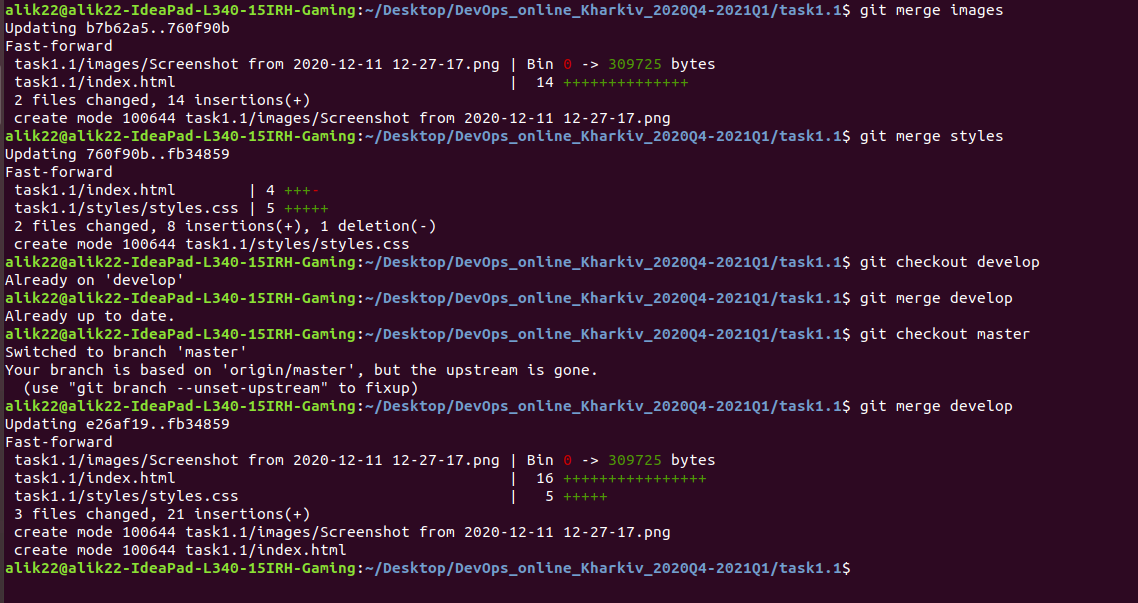 alik22@alik22-IdeaPad-L340-15IRH-Gaming:~/Desktop/DevOps_online_Kharkiv_2020Q4-2021Q1/task1.1$ git merge images
Updating b7b62a5..760f90b
Fast-forward
 task1.1/images/Screenshot from 2020-12-11 12-27-17.png | Bin 0 -> 309725 bytes
 task1.1/index.html                                     |  14 ++++++++++++++
 2 files changed, 14 insertions(+)
 create mode 100644 task1.1/images/Screenshot from 2020-12-11 12-27-17.png
alik22@alik22-IdeaPad-L340-15IRH-Gaming:~/Desktop/DevOps_online_Kharkiv_2020Q4-2021Q1/task1.1$ git merge styles
Updating 760f90b..fb34859
Fast-forward
 task1.1/index.html        | 4 +++-
 task1.1/styles/styles.css | 5 +++++
 2 files changed, 8 insertions(+), 1 deletion(-)
 create mode 100644 task1.1/styles/styles.css
alik22@alik22-IdeaPad-L340-15IRH-Gaming:~/Desktop/DevOps_online_Kharkiv_2020Q4-2021Q1/task1.1$ git checkout develop
Already on 'develop'
alik22@alik22-IdeaPad-L340-15IRH-Gaming:~/Desktop/DevOps_online_Kharkiv_2020Q4-2021Q1/task1.1$ git merge develop
Already up to date.
alik22@alik22-IdeaPad-L340-15IRH-Gaming:~/Desktop/DevOps_online_Kharkiv_2020Q4-2021Q1/task1.1$ git checkout master
Switched to branch 'master'
Your branch is based on 'origin/master', but the upstream is gone.
  (use "git branch --unset-upstream" to fixup)
alik22@alik22-IdeaPad-L340-15IRH-Gaming:~/Desktop/DevOps_online_Kharkiv_2020Q4-2021Q1/task1.1$ git merge develop
Updating e26af19..fb34859
Fast-forward
 task1.1/images/Screenshot from 2020-12-11 12-27-17.png | Bin 0 -> 309725 bytes
 task1.1/index.html                                     |  16 ++++++++++++++++
 task1.1/styles/styles.css                              |   5 +++++
 3 files changed, 21 insertions(+)
 create mode 100644 task1.1/images/Screenshot from 2020-12-11 12-27-17.png
 create mode 100644 task1.1/index.html
alik22@alik22-IdeaPad-L340-15IRH-Gaming:~/Desktop/DevOps_online_Kharkiv_2020Q4-2021Q1/task1.1$